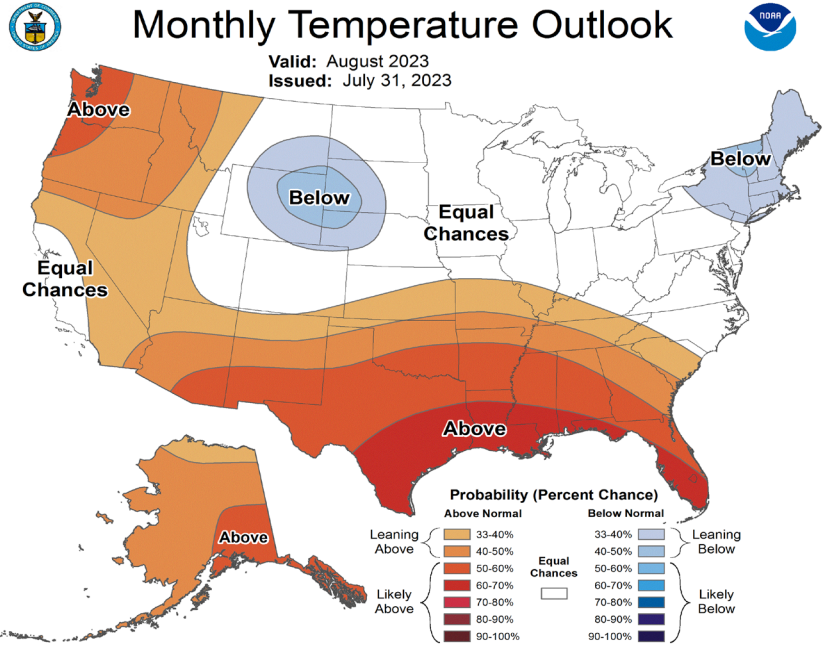 Monthly Temperature Outlook
NOAA
Valid: August 2023
Issued: July 31, 2023
Above
Below
Below
Equal
Chances
Equal
Chances
Above
Above
Probability (Percent Chance)
Above Normal
Below Normal
Leaning
Above
33-40%
40-50%
Likely
Above
50-60%
60-70%
70-80%
80-90%
90-100%
Equal
Chances
33-40%
40-50%
Leaning
Below
50-60%
60-70%
70-80%
80-90%
90-100%
Likely
Below